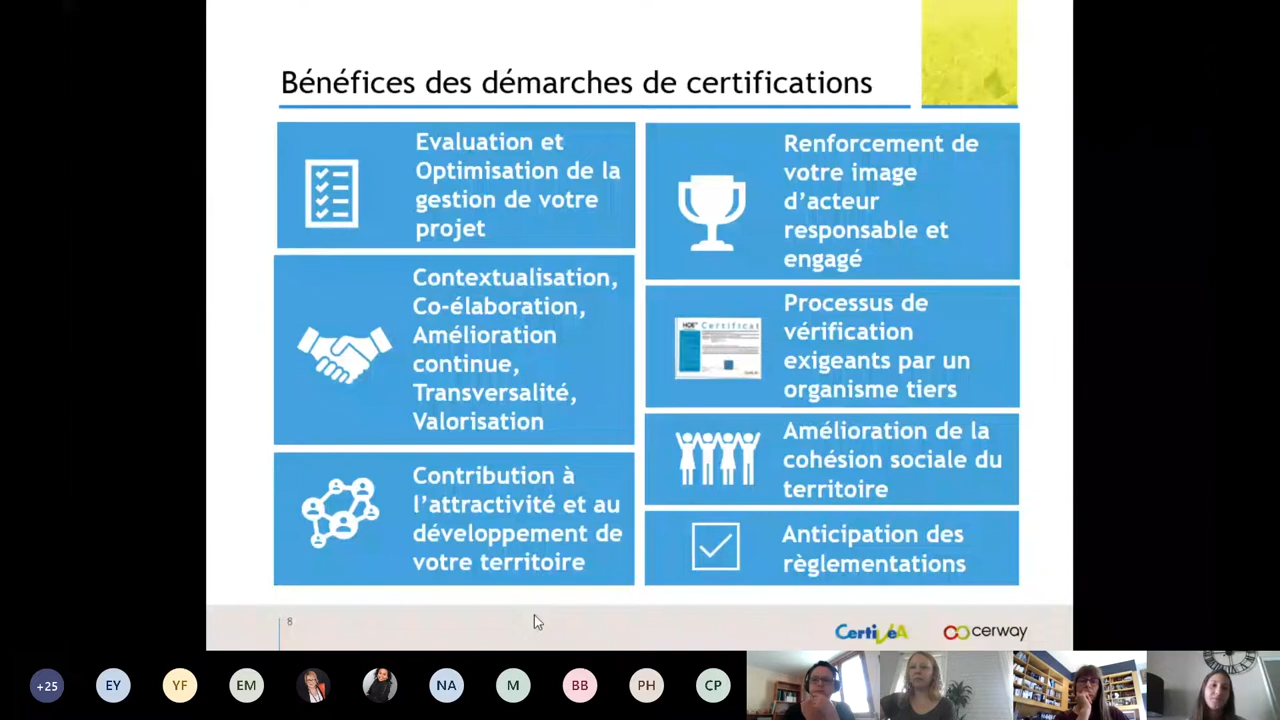 Bénéfices des démarches de certifications
Evaluation et
Optimisation de la
gestion de votre
projet
Contextualisation,
Co-élaboration,
Amélioration
continue,
Transversalité,
Valorisation
Contribution à
l’attractivité et au
développement de
votre territoire
Renforcement de
votre image
d’acteur
responsable et
engagé
HQE™ Certificat
Processus de
vérification
exigeants par un
organisme tiers
Amélioration de la
cohésion sociale du
territoire
Anticipation des
règlementations
8
CertiVéA
cerway
+25
EY
YF
EM
NA
M
BB
PH
CP